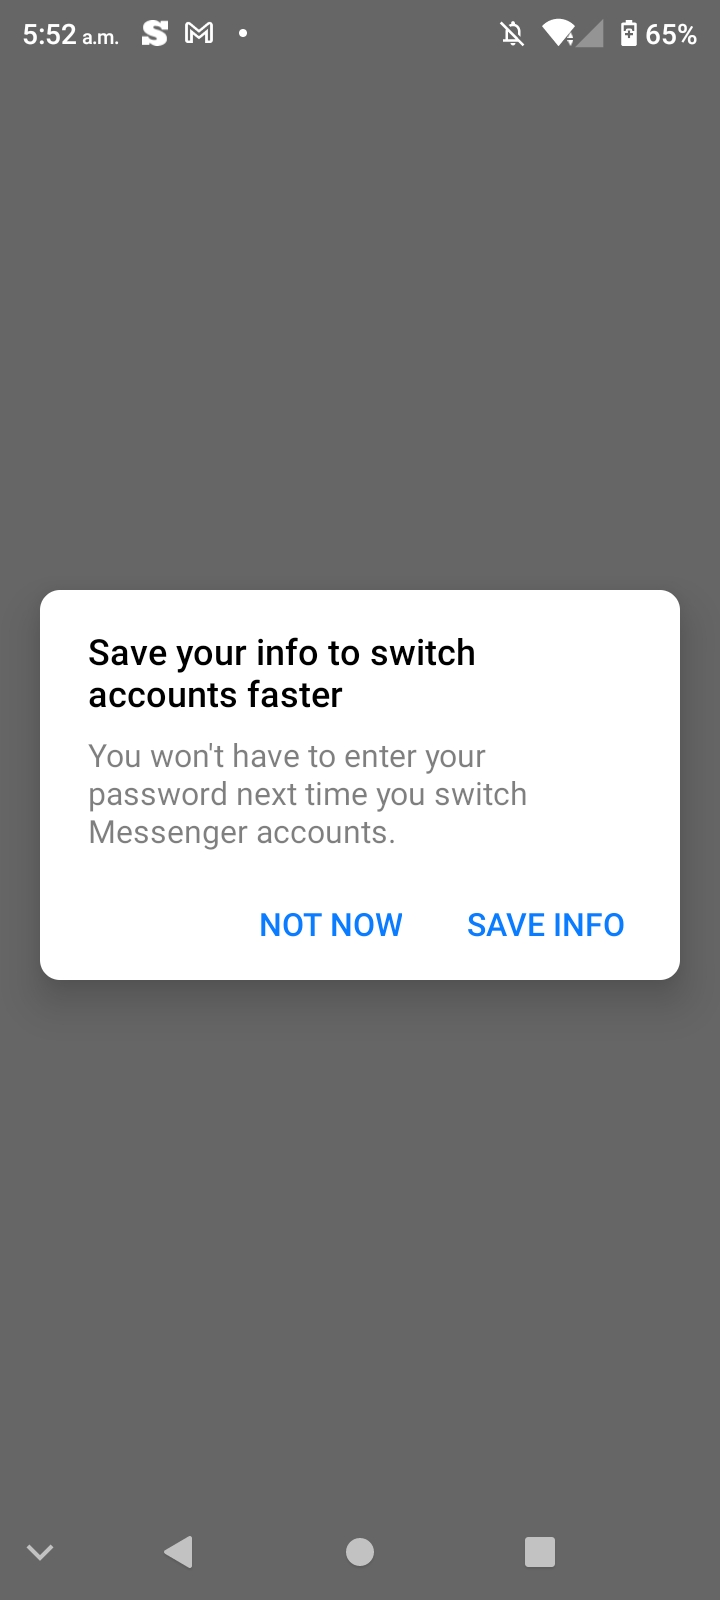 5:52 a.m. 65%
Save your info to switch
accounts faster
You won't have to enter your
password next time you switch
Messenger accounts.
NOT NOW SAVE INFO